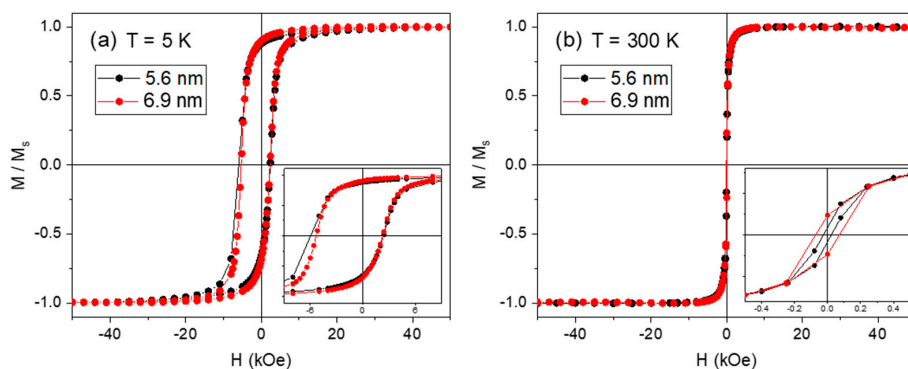 (a) T = 5 K
5.6 nm
6.9 nm
M / Ms
1.0
0.5
0.0
-0.5
-1.0
-40 -20 0 20 40
H (kOe)
-6 0 6
(b) T = 300 K
5.6 nm
6.9 nm
M / Ms
1.0
0.5
0.0
-0.5
-1.0
-40 -20 0 20 40
H (kOe)
-0.4 -0.2 0.0 0.2 0.4